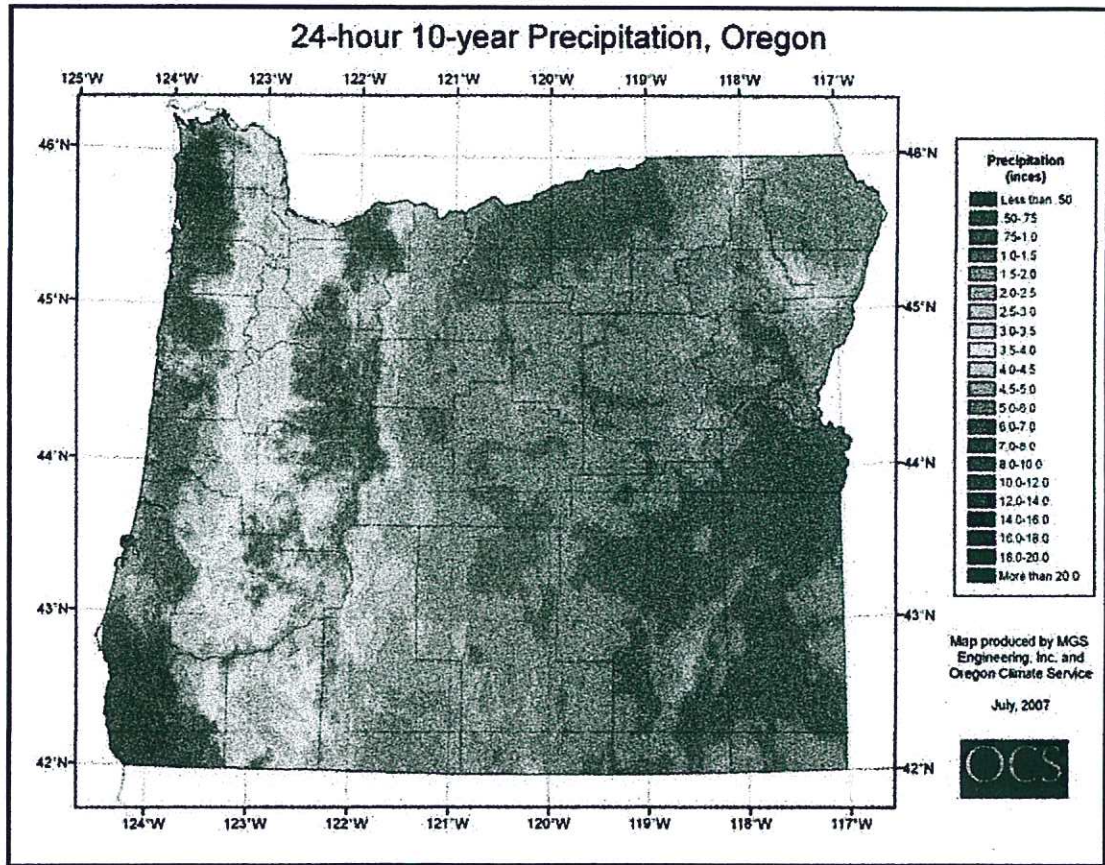 24-hour 10-year Precipitation, Oregon
125°W 124°W 123°W 122°W 121°W 120°W 119°W 118°W 117°W
46°N 46°N
45°N 45°N
44°N 44°N
43°N 43°N
42°N 42°N
124°W 123°W 122°W 121°W 120°W 119°W 118°W 117°W
Precipitation
(inces)
Less than .50
.50-.75
.75-1.0
1.0-1.5
1.5-2.0
2.0-2.5
2.5-3.0
3.0-3.5
3.5-4.0
4.0-4.5
4.5-5.0
5.0-6.0
6.0-7.0
7.0-8.0
8.0-10.0
10.0-12.0
12.0-14.0
14.0-16.0
16.0-18.0
18.0-20.0
More than 20.0
Map produced by MGS
Engineering, Inc. and
Oregon Climate Service
July, 2007
OCS